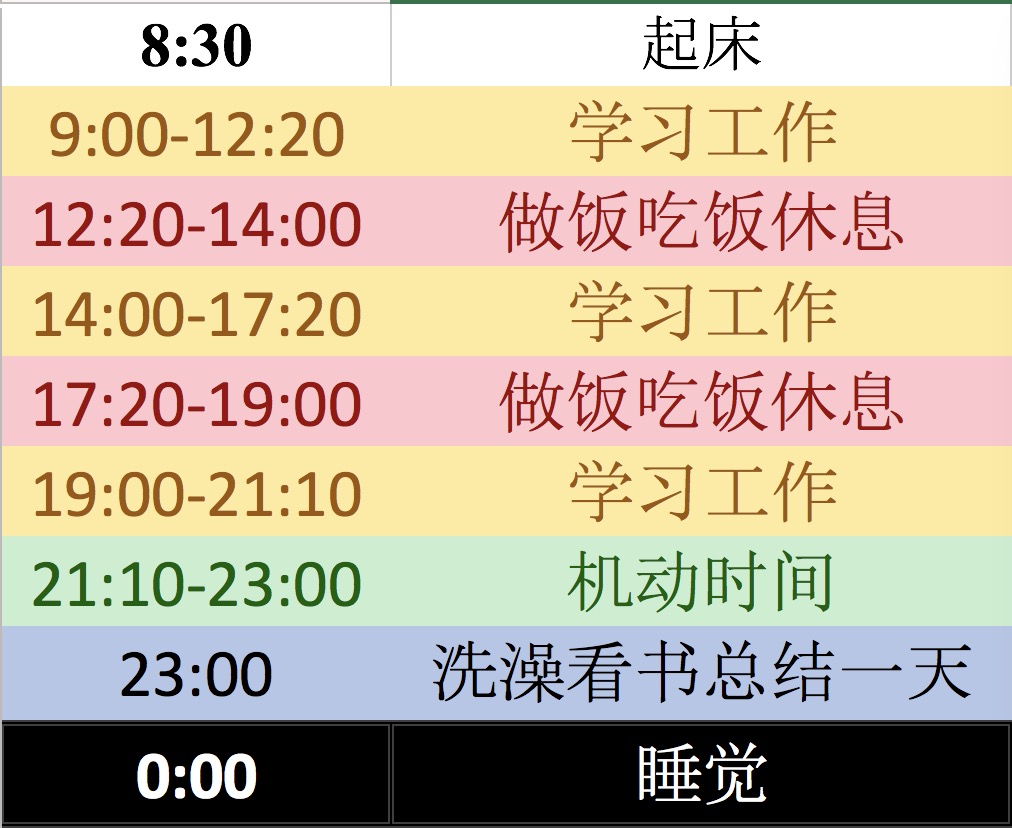 8:30 起床
9:00-12:20 学习工作
12:20-14:00 做饭吃饭休息
14:00-17:20 学习工作
17:20-19:00 做饭吃饭休息
19:00-21:10 学习工作
21:10-23:00 机动时间
23:00 洗澡看书总结一天
0:00 睡觉